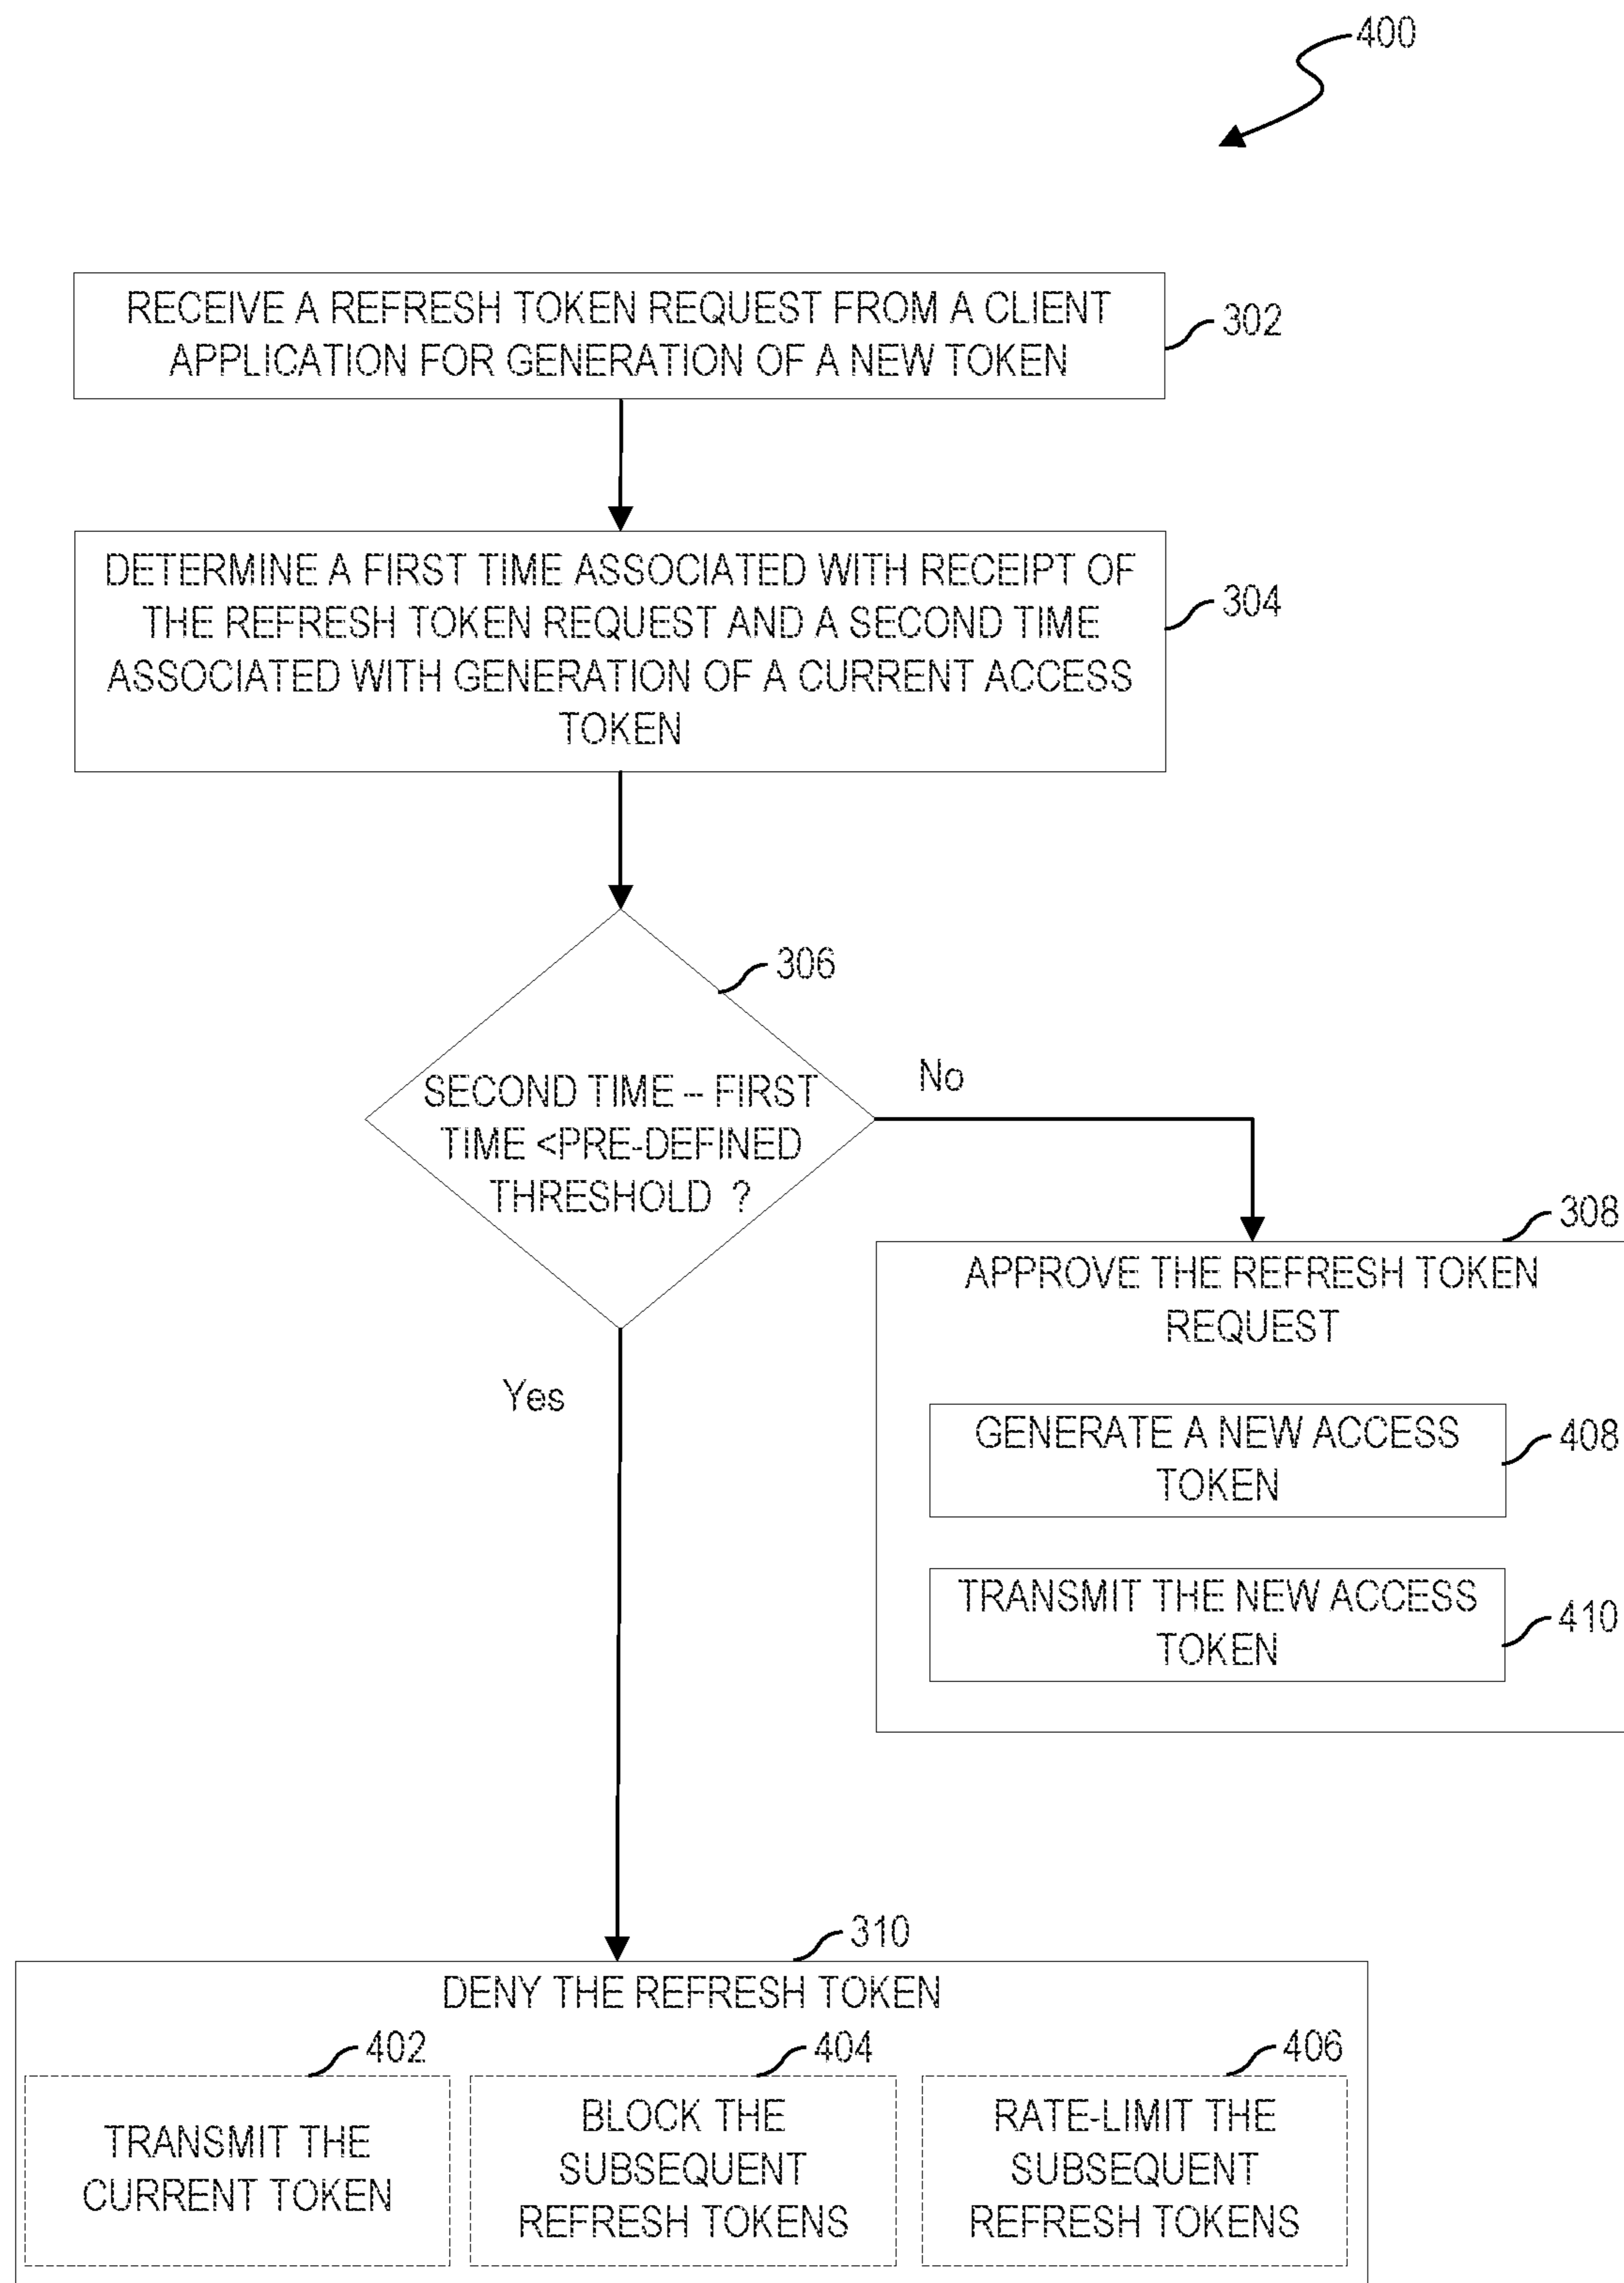 400
RECEIVE A REFRESH TOKEN REQUEST FROM A CLIENT
APPLICATION FOR GENERATION OF A NEW TOKEN
302
DETERMINE A FIRST TIME ASSOCIATED WITH RECEIPT OF
THE REFRESH TOKEN REQUEST AND A SECOND TIME
ASSOCIATED WITH GENERATION OF A CURRENT ACCESS
TOKEN
304
306
SECOND TIME – FIRST
TIME <PRE-DEFINED
THRESHOLD ?
No
Yes
308
APPROVE THE REFRESH TOKEN
REQUEST
GENERATE A NEW ACCESS
TOKEN
408
TRANSMIT THE NEW ACCESS
TOKEN
410
310
DENY THE REFRESH TOKEN
402
TRANSMIT THE
CURRENT TOKEN
404
BLOCK THE
SUBSEQUENT
REFRESH TOKENS
406
RATE-LIMIT THE
SUBSEQUENT
REFRESH TOKENS